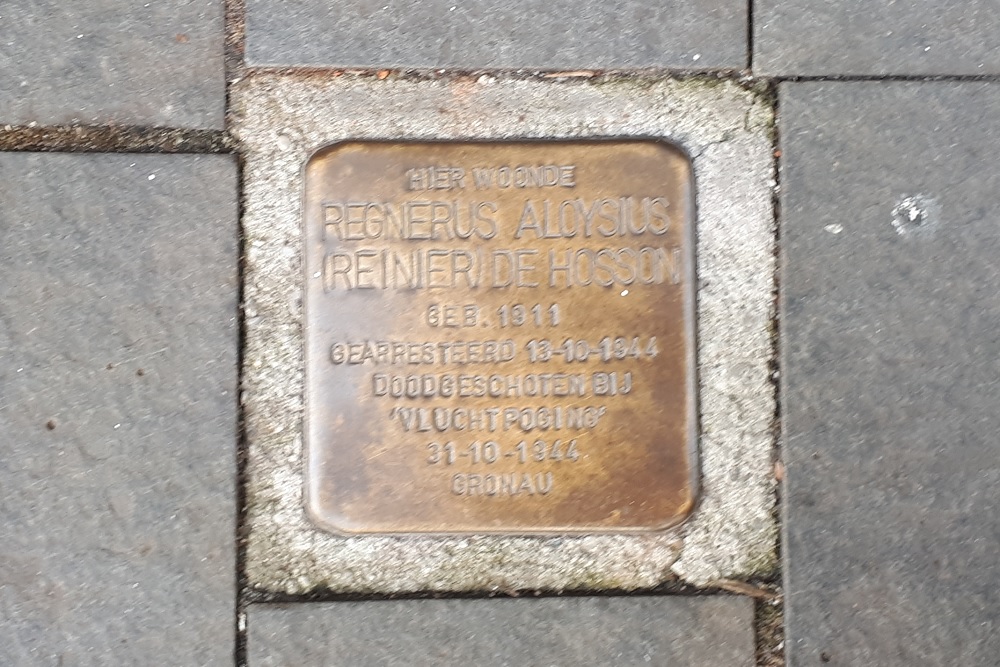 HIER WOONDE
REGNERUS ALOYSIUS
(REINIER) DE HOSSON
GEB. 1911
GEARRESTEERD 13-10-1944
DOODGESCHOTEN BIJ
'VLUCHTPOGING'
31-10-1944
GRONAU